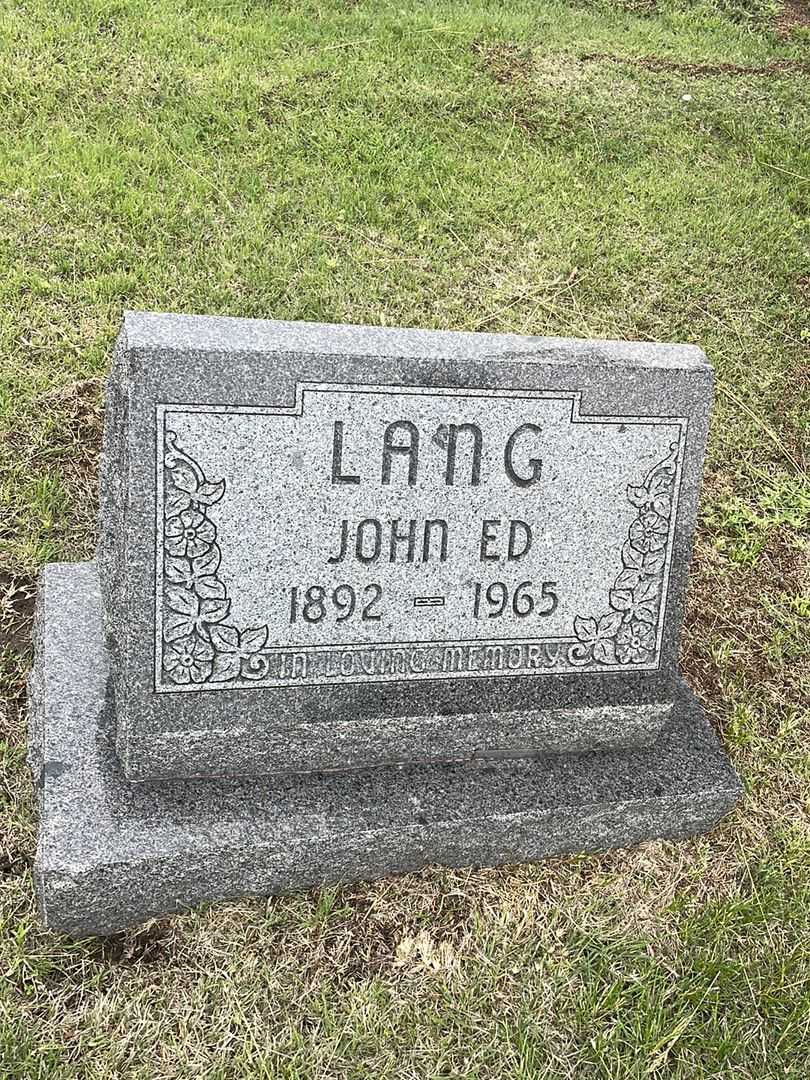 LANG
JOHN ED
1892 - 1965
IN LOVING MEMORY